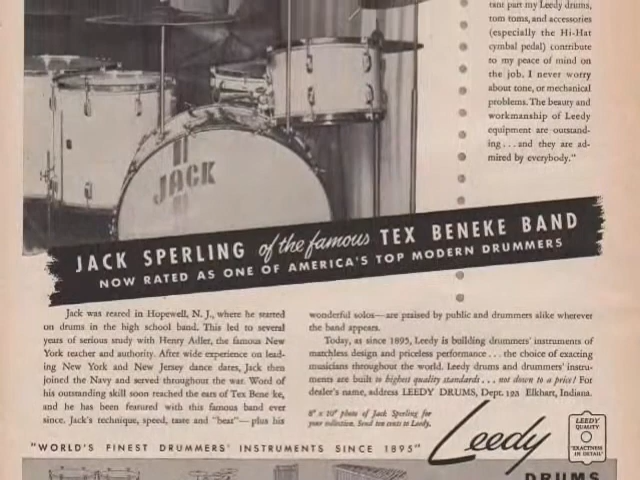 tant part my Leedy drums,
tom toms, and accessories
(especially the Hi-Hat
cymbal pedal) contribute
to my peace of mind on
the job. I never worry
about tone, or mechanical
problems. The beauty and
workmanship of Leedy
equipment are outstand-
ing...and they are ad-
mired by everybody."
JACK
JACK SPERLING of the famous TEX BENEKE BAND
NOW RATED AS ONE OF AMERICA'S TOP MODERN DRUMMERS
Jack was reared in Hopewell, N. J., where he started
on drums in the high school band. This led to several
years of serious study with Henry Adler, the famous New
York teacher and authority. After wide experience on lead-
ing New York and New Jersey dance dates, Jack then
joined the Navy and served throughout the war. Word of
his outstanding skill soon reached the ears of Tex Bene ke,
and he has been featured with this famous band ever
since. Jack's technique, speed, taste and "beat"—plus his
wonderful solos—are praised by public and drummers alike wherever
the band appears.
Today, as since 1895, Leedy is building drummers' instruments of
matchless design and priceless performance...the choice of exacting
musicians throughout the world. Leedy drums and drummers' instru-
ments are built to highest quality standards...not down to a price! For
dealer's name, address LEEDY DRUMS, Dept. 123 Elkhart, Indiana.
8" x 10" photo of Jack Sperling for
your collection. Send ten cents to Leedy.
"WORLD'S FINEST DRUMMERS' INSTRUMENTS SINCE 1895"
Leedy
DRUMS
LEEDY
QUALITY
"EXACTNESS
IN DETAIL"